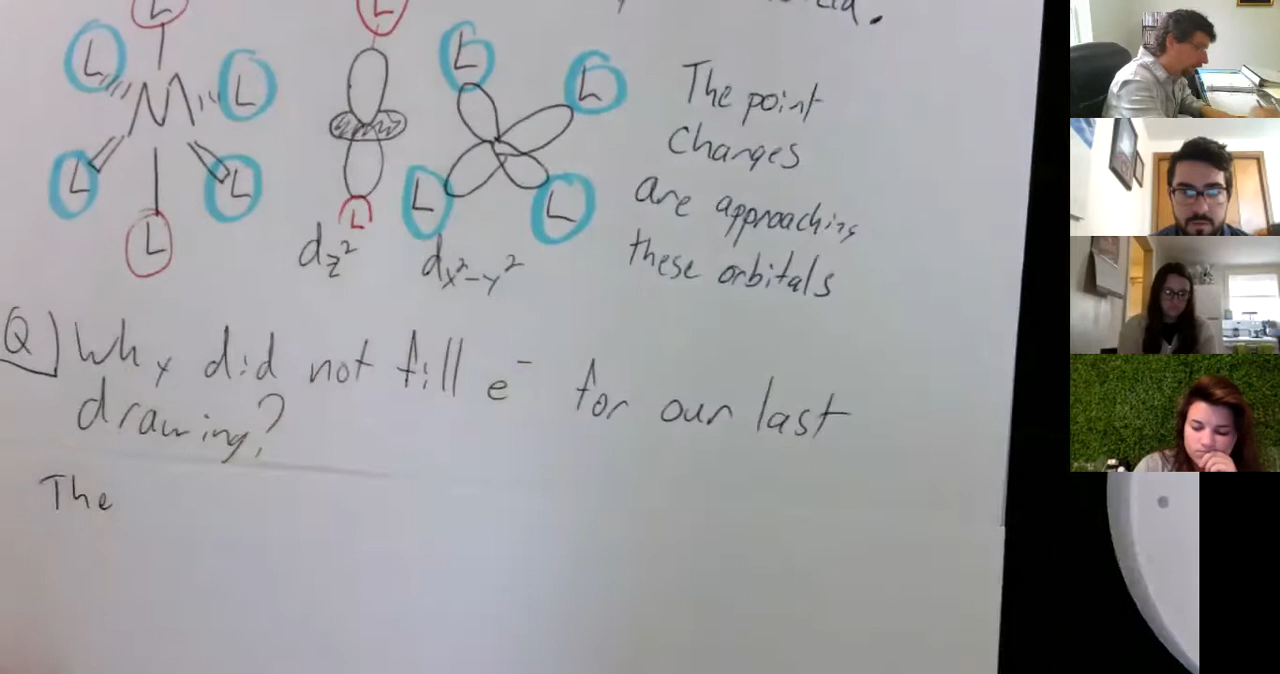 L
L
L
L
M
L
L
L
L
L
L
L
L
L
dz²
dx²-y²
The point
Charges
are approaching
these orbitals
Q] Why did not fill e⁻ for our last
drawing?
The